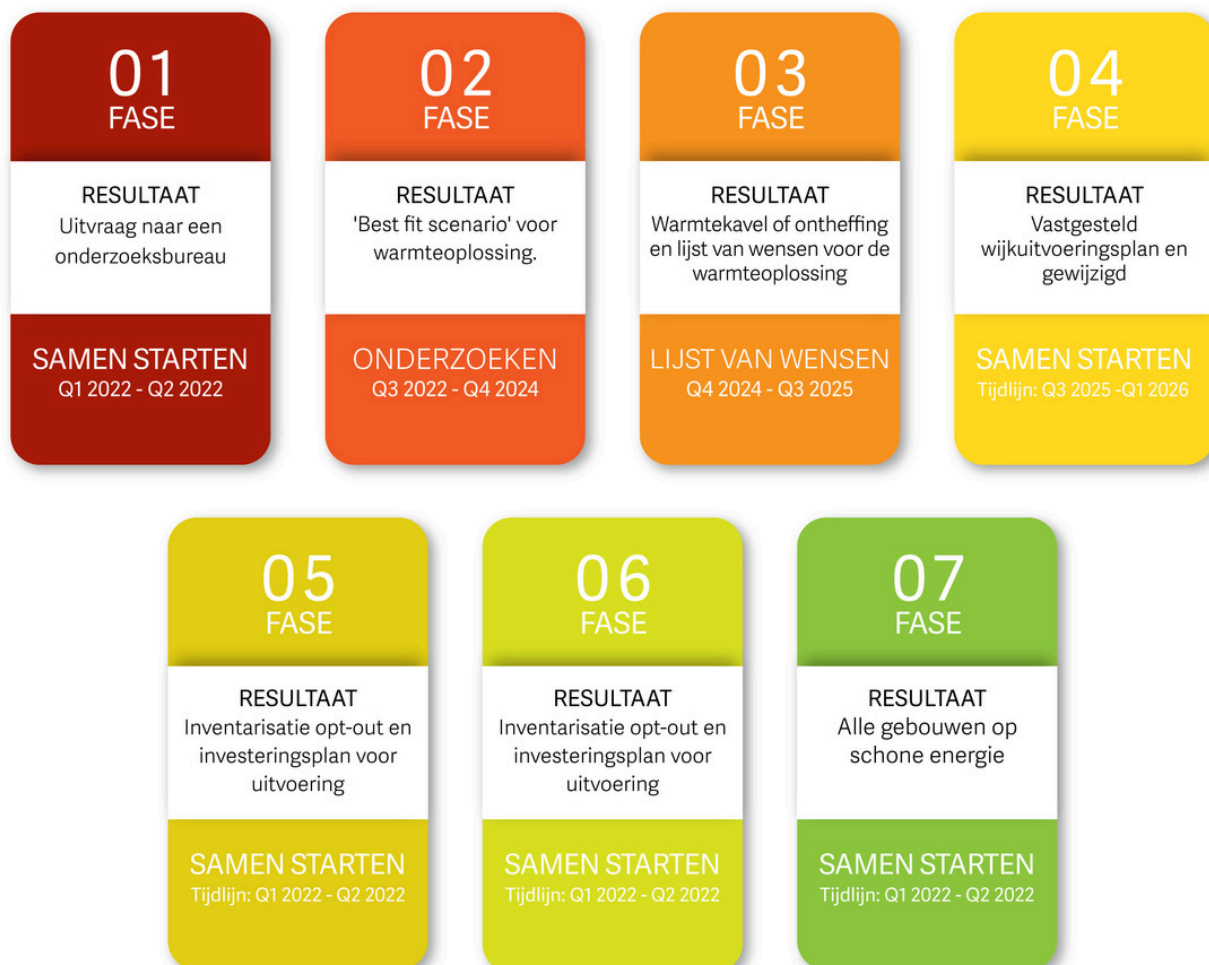 01
FASE
RESULTAAT
Uitvraag naar een
onderzoeksbureau
SAMEN STARTEN
Q1 2022 - Q2 2022
02
FASE
RESULTAAT
'Best fit scenario' voor
warmteoplossing.
ONDERZOEKEN
Q3 2022 - Q4 2024
03
FASE
RESULTAAT
Warmtekavel of ontheffing
en lijst van wensen voor de
warmteoplossing
LIJST VAN WENSEN
Q4 2024 - Q3 2025
04
FASE
RESULTAAT
Vastgesteld
wijkuitvoeringsplan en
gewijzigd
SAMEN STARTEN
Tijdlijn: Q3 2025 -Q1 2026
05
FASE
RESULTAAT
Inventarisatie opt-out en
investeringsplan voor
uitvoering
SAMEN STARTEN
Tijdlijn: Q1 2022 - Q2 2022
06
FASE
RESULTAAT
Inventarisatie opt-out en
investeringsplan voor
uitvoering
SAMEN STARTEN
Tijdlijn: Q1 2022 - Q2 2022
07
FASE
RESULTAAT
Alle gebouwen op
schone energie
SAMEN STARTEN
Tijdlijn: Q1 2022 - Q2 2022